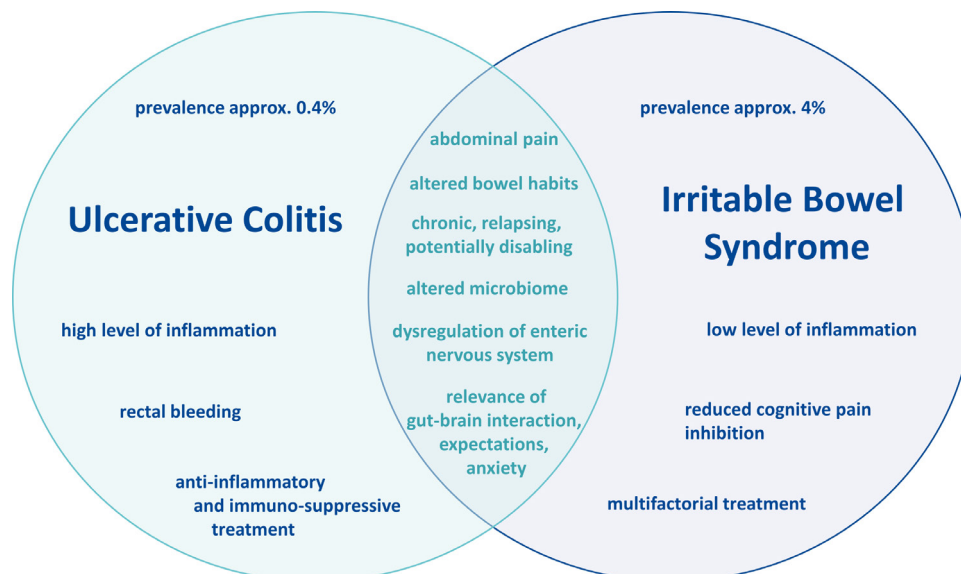 prevalence approx. 0.4%
Ulcerative Colitis
high level of inflammation
rectal bleeding
anti-inflammatory
and immuno-suppressive
treatment
abdominal pain
altered bowel habits
chronic, relapsing,
potentially disabling
altered microbiome
dysregulation of enteric
nervous system
relevance of
gut-brain interaction,
expectations,
anxiety
prevalence approx. 4%
Irritable Bowel
Syndrome
low level of inflammation
reduced cognitive pain
inhibition
multifactorial treatment